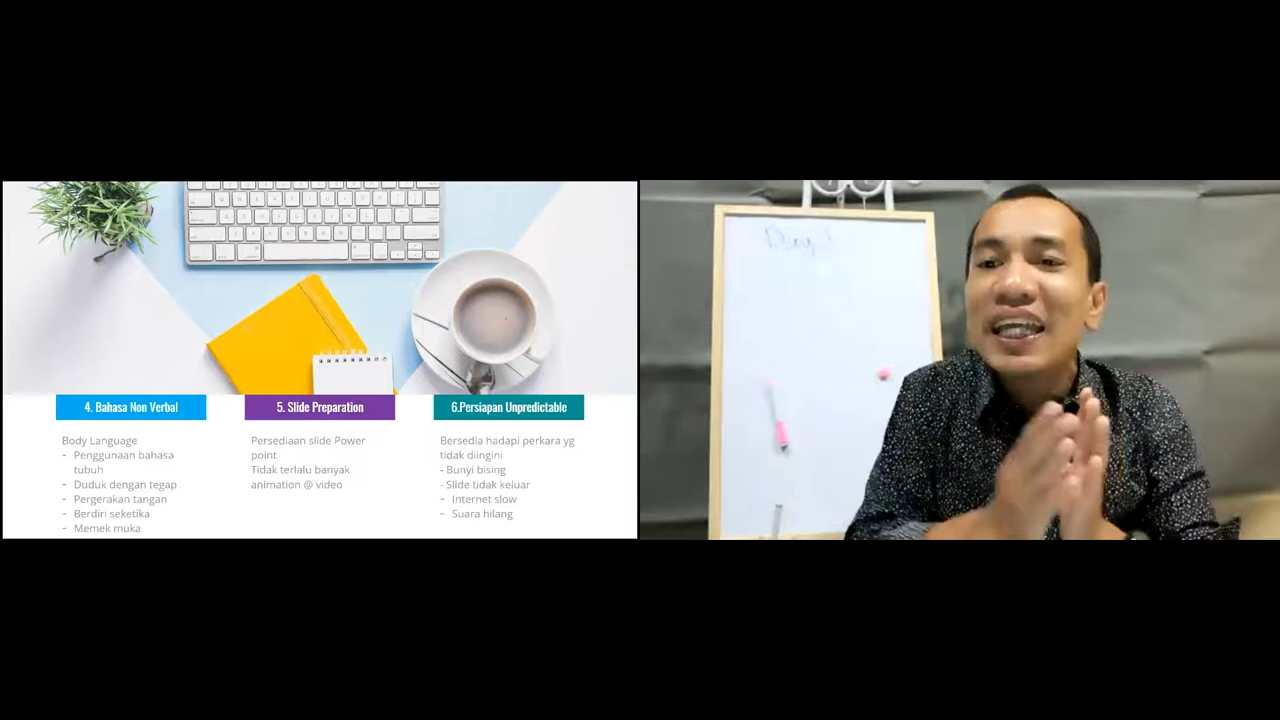 4. Bahasa Non Verbal
Body Language
- Penggunaan bahasa
tubuh
- Duduk dengan tegap
- Pergerakan tangan
- Berdiri seketika
- Memek muka
5. Slide Preparation
Persediaan slide Power
point
Tidak terlalu banyak
animation @ video
6.Persiapan Unpredictable
Bersedia hadapi perkara yg
tidak diingini
- Bunyi bising
- Slide tidak keluar
- Internet slow
- Suara hilang
Day